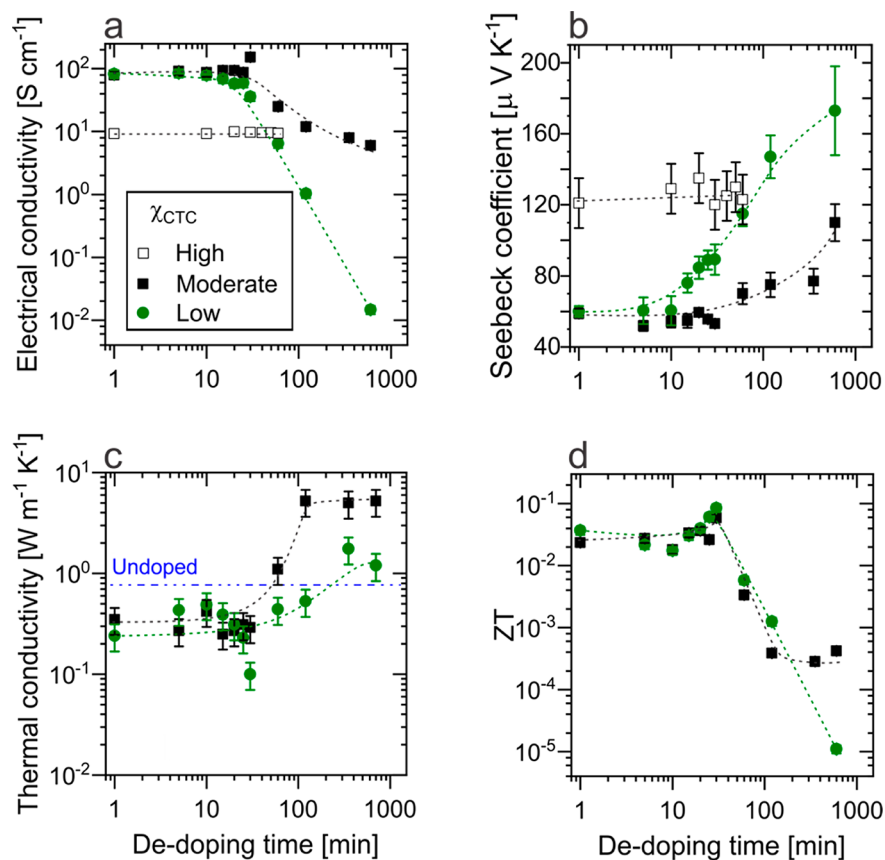 a
Electrical conductivity [S cm⁻¹]
10²
10¹
10⁰
10⁻¹
10⁻²
χCTC
High
Moderate
Low
1
10
100
1000
b
Seebeck coefficient [μ V K⁻¹]
200
160
120
80
40
1
10
100
1000
c
Thermal conductivity [W m⁻¹ K⁻¹]
10¹
10⁰
10⁻¹
10⁻²
Undoped
1
10
100
1000
De-doping time [min]
d
ZT
10⁻¹
10⁻²
10⁻³
10⁻⁴
10⁻⁵
1
10
100
1000
De-doping time [min]